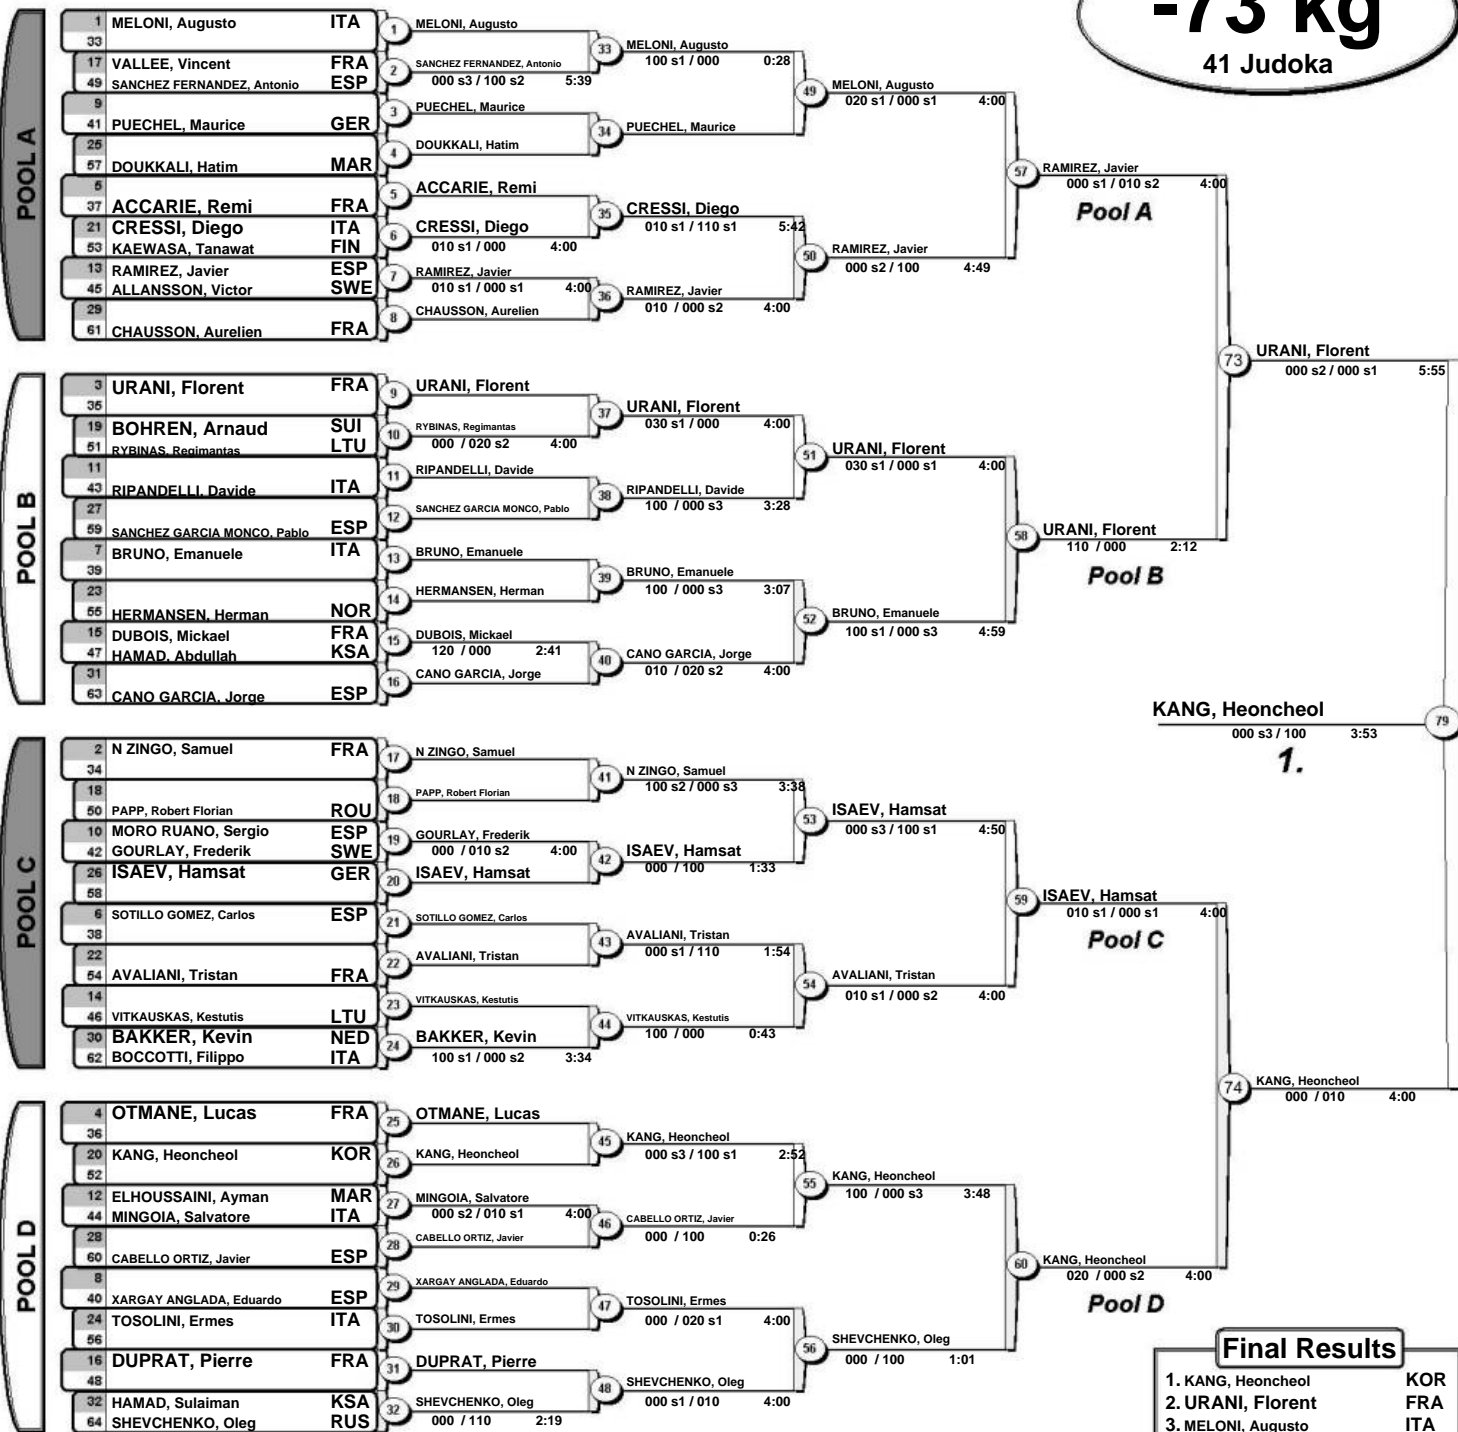 -73 kg
41 Judoka
POOL A
1 MELONI, Augusto ITA
33
17 VALLEE, Vincent FRA
49 SANCHEZ FERNANDEZ, Antonio ESP
9
41 PUECHEL, Maurice GER
25
57 DOUKKALI, Hatim MAR
5
37 ACCARIE, Remi FRA
21 CRESSI, Diego ITA
53 KAEWASA, Tanawat FIN
13 RAMIREZ, Javier ESP
45 ALLANSSON, Victor SWE
29
61 CHAUSSON, Aurelien FRA
1 MELONI, Augusto
2 SANCHEZ FERNANDEZ, Antonio
000 s3 / 100 s2 5:39
3 PUECHEL, Maurice
4 DOUKKALI, Hatim
5 ACCARIE, Remi
6 CRESSI, Diego
010 s1 / 000 4:00
7 RAMIREZ, Javier
010 s1 / 000 s1 4:00
8 CHAUSSON, Aurelien
33 MELONI, Augusto
100 s1 / 000 0:28
34 PUECHEL, Maurice
35 CRESSI, Diego
010 s1 / 110 s1 5:42
36 RAMIREZ, Javier
010 / 000 s2 4:00
49 MELONI, Augusto
020 s1 / 000 s1 4:00
50 RAMIREZ, Javier
000 s2 / 100 4:49
57 RAMIREZ, Javier
000 s1 / 010 s2 4:00
Pool A
POOL B
3 URANI, Florent FRA
35
19 BOHREN, Arnaud SUI
51 RYBINAS, Regimantas LTU
11
43 RIPANDELLI, Davide ITA
27
59 SANCHEZ GARCIA MONCO, Pablo ESP
7 BRUNO, Emanuele ITA
39
23
55 HERMANSEN, Herman NOR
15 DUBOIS, Mickael FRA
47 HAMAD, Abdullah KSA
31
63 CANO GARCIA, Jorge ESP
9 URANI, Florent
10 RYBINAS, Regimantas
000 / 020 s2 4:00
11 RIPANDELLI, Davide
12 SANCHEZ GARCIA MONCO, Pablo
13 BRUNO, Emanuele
14 HERMANSEN, Herman
15 DUBOIS, Mickael
120 / 000 2:41
16 CANO GARCIA, Jorge
37 URANI, Florent
030 s1 / 000 4:00
38 RIPANDELLI, Davide
100 / 000 s3 3:28
39 BRUNO, Emanuele
100 / 000 s3 3:07
40 CANO GARCIA, Jorge
010 / 020 s2 4:00
51 URANI, Florent
030 s1 / 000 s1 4:00
52 BRUNO, Emanuele
100 s1 / 000 s3 4:59
58 URANI, Florent
110 / 000 2:12
Pool B
73 URANI, Florent
000 s2 / 000 s1 5:55
KANG, Heoncheol 79
000 s3 / 100 3:53
1.
POOL C
2 N ZINGO, Samuel FRA
34
18
50 PAPP, Robert Florian ROU
10 MORO RUANO, Sergio ESP
42 GOURLAY, Frederik SWE
26 ISAEV, Hamsat GER
58
6 SOTILLO GOMEZ, Carlos ESP
38
22
54 AVALIANI, Tristan FRA
14
46 VITKAUSKAS, Kestutis LTU
30 BAKKER, Kevin NED
62 BOCCOTTI, Filippo ITA
17 N ZINGO, Samuel
18 PAPP, Robert Florian
19 GOURLAY, Frederik
000 / 010 s2 4:00
20 ISAEV, Hamsat
21 SOTILLO GOMEZ, Carlos
22 AVALIANI, Tristan
23 VITKAUSKAS, Kestutis
24 BAKKER, Kevin
100 s1 / 000 s2 3:34
41 N ZINGO, Samuel
100 s2 / 000 s3 3:38
42 ISAEV, Hamsat
000 / 100 1:33
43 AVALIANI, Tristan
000 s1 / 110 1:54
44 VITKAUSKAS, Kestutis
100 / 000 0:43
53 ISAEV, Hamsat
000 s3 / 100 s1 4:50
54 AVALIANI, Tristan
010 s1 / 000 s2 4:00
59 ISAEV, Hamsat
010 s1 / 000 s1 4:00
Pool C
74 KANG, Heoncheol
000 / 010 4:00
POOL D
4 OTMANE, Lucas FRA
36
20 KANG, Heoncheol KOR
52
12 ELHOUSSAINI, Ayman MAR
44 MINGOIA, Salvatore ITA
28
60 CABELLO ORTIZ, Javier ESP
8
40 XARGAY ANGLADA, Eduardo ESP
24 TOSOLINI, Ermes ITA
56
16 DUPRAT, Pierre FRA
48
32 HAMAD, Sulaiman KSA
64 SHEVCHENKO, Oleg RUS
25 OTMANE, Lucas
26 KANG, Heoncheol
27 MINGOIA, Salvatore
000 s2 / 010 s1 4:00
28 CABELLO ORTIZ, Javier
29 XARGAY ANGLADA, Eduardo
30 TOSOLINI, Ermes
31 DUPRAT, Pierre
32 SHEVCHENKO, Oleg
000 / 110 2:19
45 KANG, Heoncheol
000 s3 / 100 s1 2:52
46 CABELLO ORTIZ, Javier
000 / 100 0:26
47 TOSOLINI, Ermes
000 / 020 s1 4:00
48 SHEVCHENKO, Oleg
000 s1 / 010 4:00
55 KANG, Heoncheol
100 / 000 s3 3:48
56 SHEVCHENKO, Oleg
000 / 100 1:01
60 KANG, Heoncheol
020 / 000 s2 4:00
Pool D
Final Results
1. KANG, Heoncheol KOR
2. URANI, Florent FRA
3. MELONI, Augusto ITA